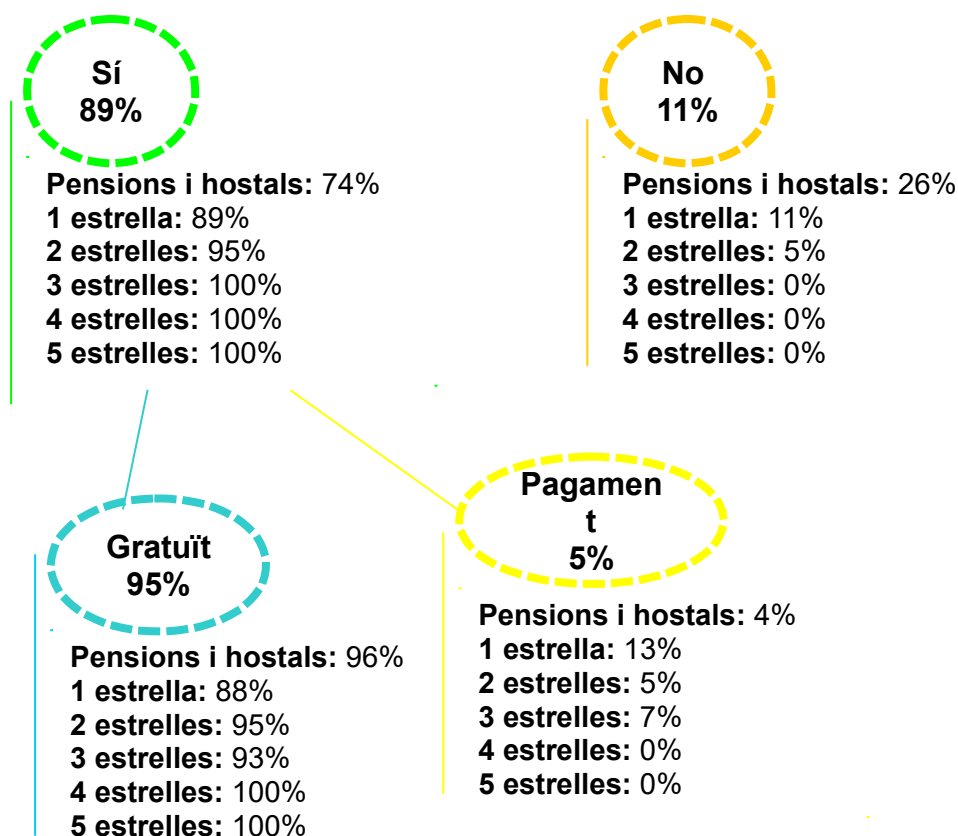 Sí
89%
Pensions i hostals: 74%
1 estrella: 89%
2 estrelles: 95%
3 estrelles: 100%
4 estrelles: 100%
5 estrelles: 100%
No
11%
Pensions i hostals: 26%
1 estrella: 11%
2 estrelles: 5%
3 estrelles: 0%
4 estrelles: 0%
5 estrelles: 0%
Gratuït
95%
Pensions i hostals: 96%
1 estrella: 88%
2 estrelles: 95%
3 estrelles: 93%
4 estrelles: 100%
5 estrelles: 100%
Pagamen
t
5%
Pensions i hostals: 4%
1 estrella: 13%
2 estrelles: 5%
3 estrelles: 7%
4 estrelles: 0%
5 estrelles: 0%